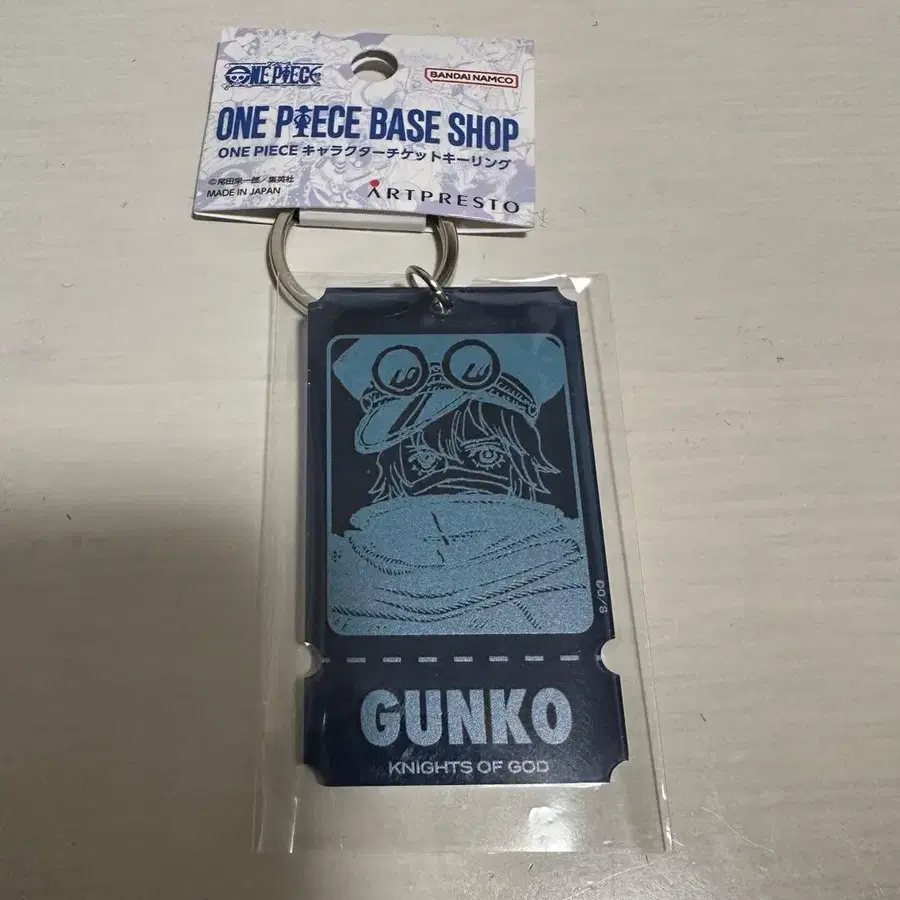 ONE PIECE
BANDAI NAMCO
ONE PIECE BASE SHOP
ONE PIECE キャラクターチケットキーリング
©尾田栄一郎/集英社
MADE IN JAPAN
ARTPRESTO
©O/S
GUNKO
KNIGHTS OF GOD